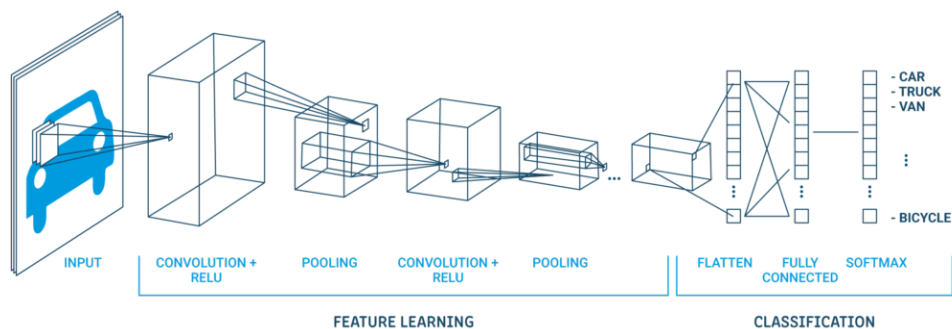 - CAR
- TRUCK
- VAN
- BICYCLE
INPUT
CONVOLUTION + RELU
POOLING
CONVOLUTION + RELU
POOLING
FLATTEN
FULLY CONNECTED
SOFTMAX
FEATURE LEARNING
CLASSIFICATION